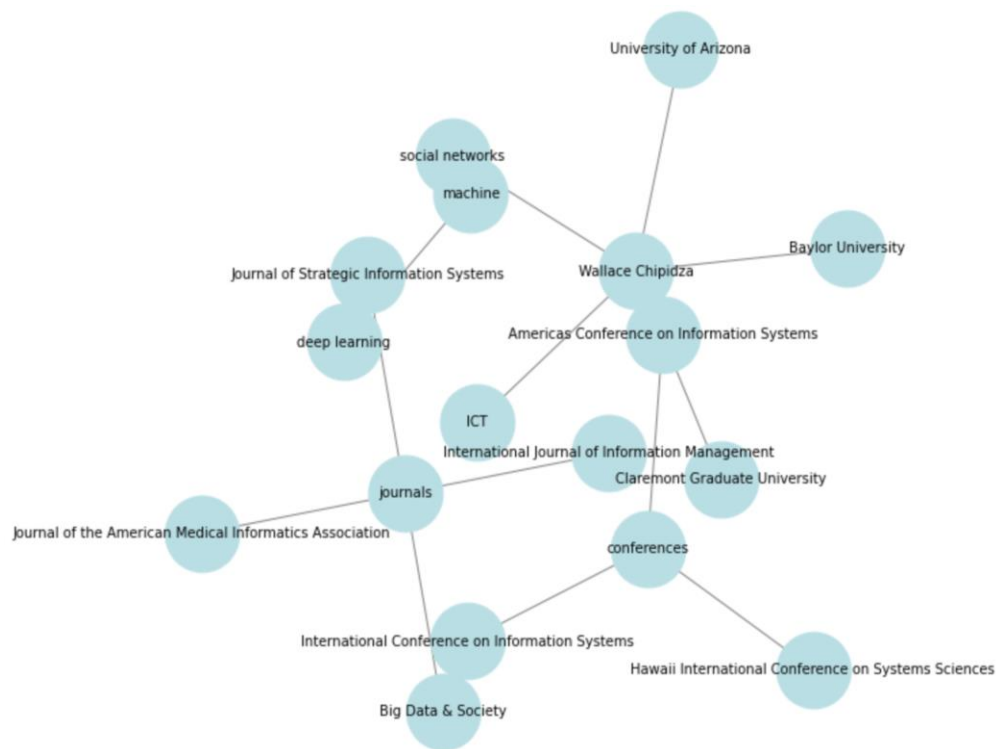 University of Arizona
social networks
machine
Baylor University
Journal of Strategic Information Systems
Wallace Chipidza
Americas Conference on Information Systems
deep learning
ICT
International Journal of Information Management
Claremont Graduate University
journals
Journal of the American Medical Informatics Association
conferences
International Conference on Information Systems
Hawaii International Conference on Systems Sciences
Big Data & Society